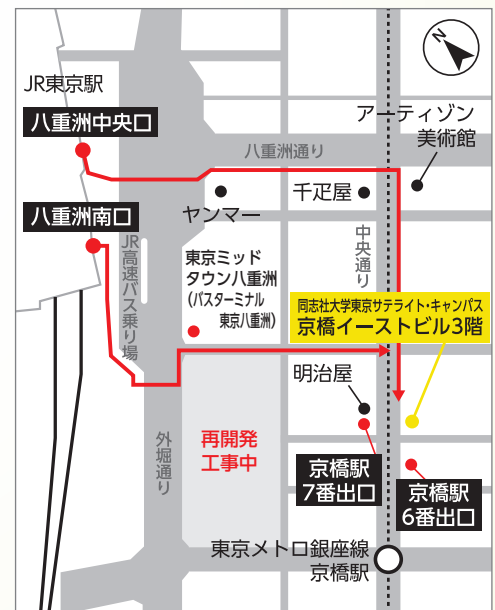 N
JR東京駅
八重洲中央口
アーティゾン
美術館
八重洲通り
千疋屋
ヤンマー
八重洲南口
JR高速バス乗り場
東京ミッド
タウン八重洲
(バスターミナル
東京八重洲)
中央通り
同志社大学東京サテライト・キャンパス
京橋イーストビル3階
明治屋
外堀通り
再開発
工事中
京橋駅
7番出口
京橋駅
6番出口
東京メトロ銀座線
京橋駅